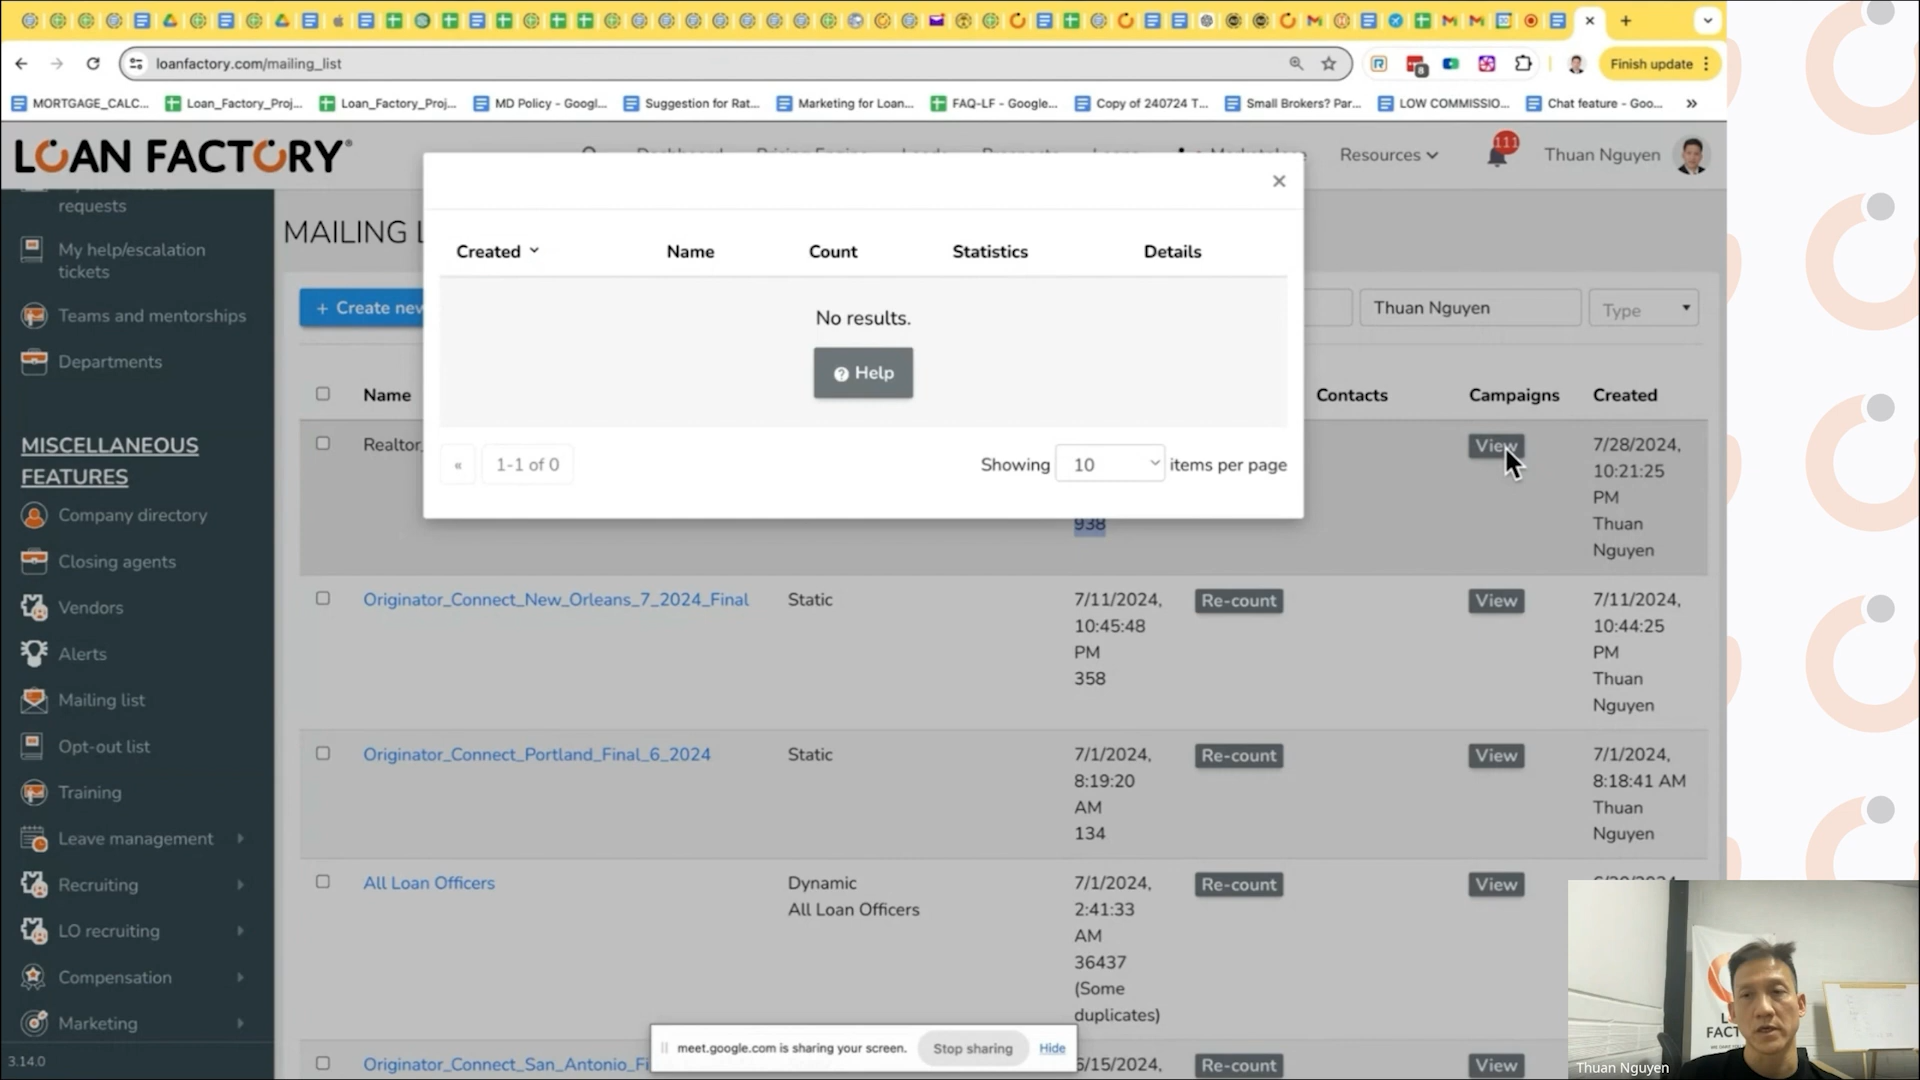 loanfactory.com/mailing_list
8
Finish update
MORTGAGE_CALC...
Loan_Factory_Proj...
Loan_Factory_Proj...
MD Policy - Googl...
Suggestion for Rat...
Marketing for Loan...
FAQ-LF - Google...
Copy of 240724 T...
Small Brokers? Par...
LOW COMMISSIO...
Chat feature - Goo...
»
LOAN FACTORY®
Resources
111
Thuan Nguyen
requests
My help/escalation
tickets
Teams and mentorships
Departments
MISCELLANEOUS
FEATURES
Company directory
Closing agents
Vendors
Alerts
Mailing list
Opt-out list
Training
Leave management
Recruiting
LO recruiting
Compensation
Marketing
3.14.0
MAILING L
+ Create new
Thuan Nguyen
Type
×
Created
Name
Count
Statistics
Details
No results.
Help
«
1-1 of 0
Showing
10
items per page
Name
Contacts
Campaigns
Created
Realtor_
938
View
7/28/2024,
10:21:25
PM
Thuan
Nguyen
Originator_Connect_New_Orleans_7_2024_Final
Static
7/11/2024,
10:45:48
PM
358
Re-count
View
7/11/2024,
10:44:25
PM
Thuan
Nguyen
Originator_Connect_Portland_Final_6_2024
Static
7/1/2024,
8:19:20
AM
134
Re-count
View
7/1/2024,
8:18:41 AM
Thuan
Nguyen
All Loan Officers
Dynamic
All Loan Officers
7/1/2024,
2:41:33
AM
36437
(Some
duplicates)
Re-count
View
Originator_Connect_San_Antonio_Fi
6/15/2024,
Re-count
View
meet.google.com is sharing your screen.
Stop sharing
Hide
L
FACT
Thuan Nguyen